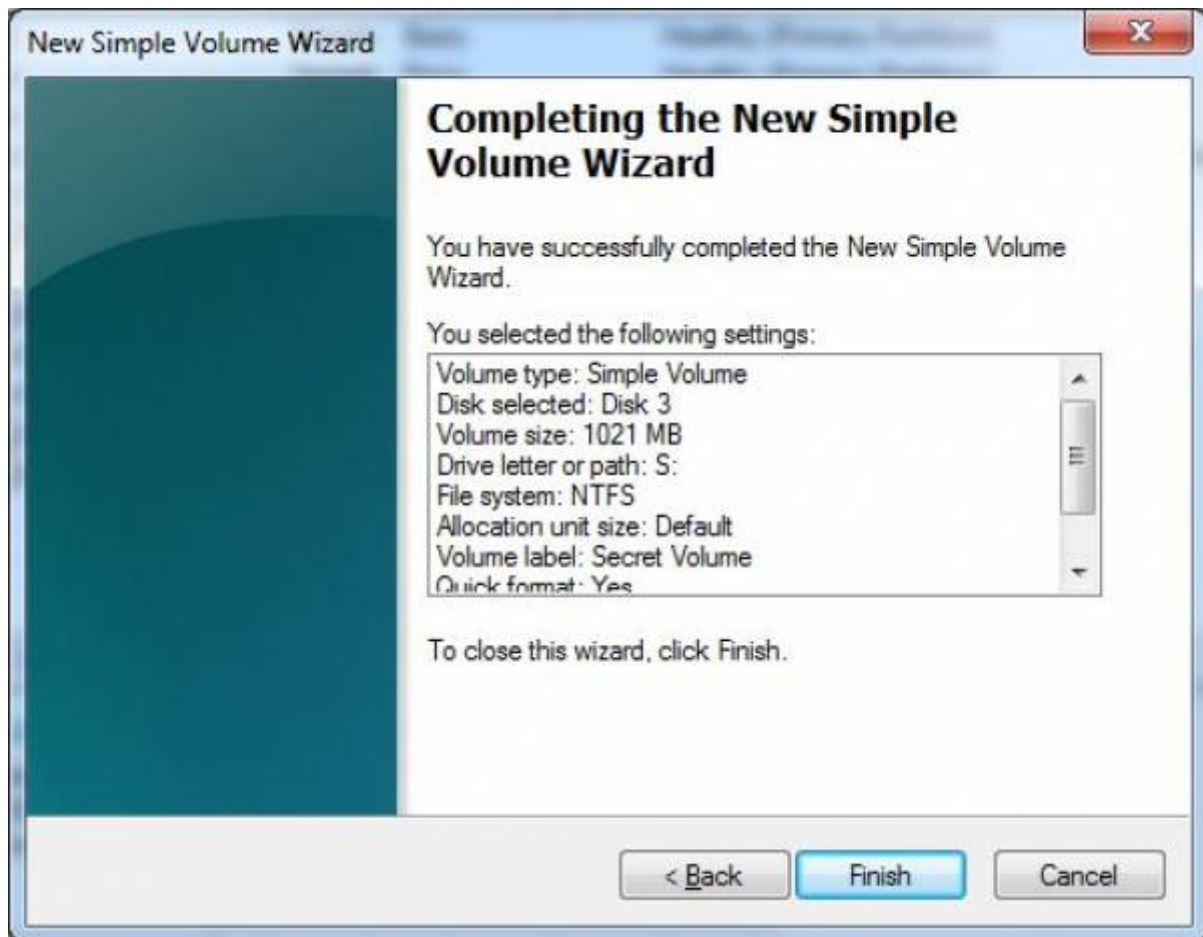 New Simple Volume Wizard
Completing the New Simple
Volume Wizard
You have successfully completed the New Simple Volume
Wizard.
You selected the following settings:
Volume type: Simple Volume
Disk selected: Disk 3
Volume size: 1021 MB
Drive letter or path: S:
File system: NTFS
Allocation unit size: Default
Volume label: Secret Volume
Quick format: Yes
To close this wizard, click Finish.
< Back
Finish
Cancel